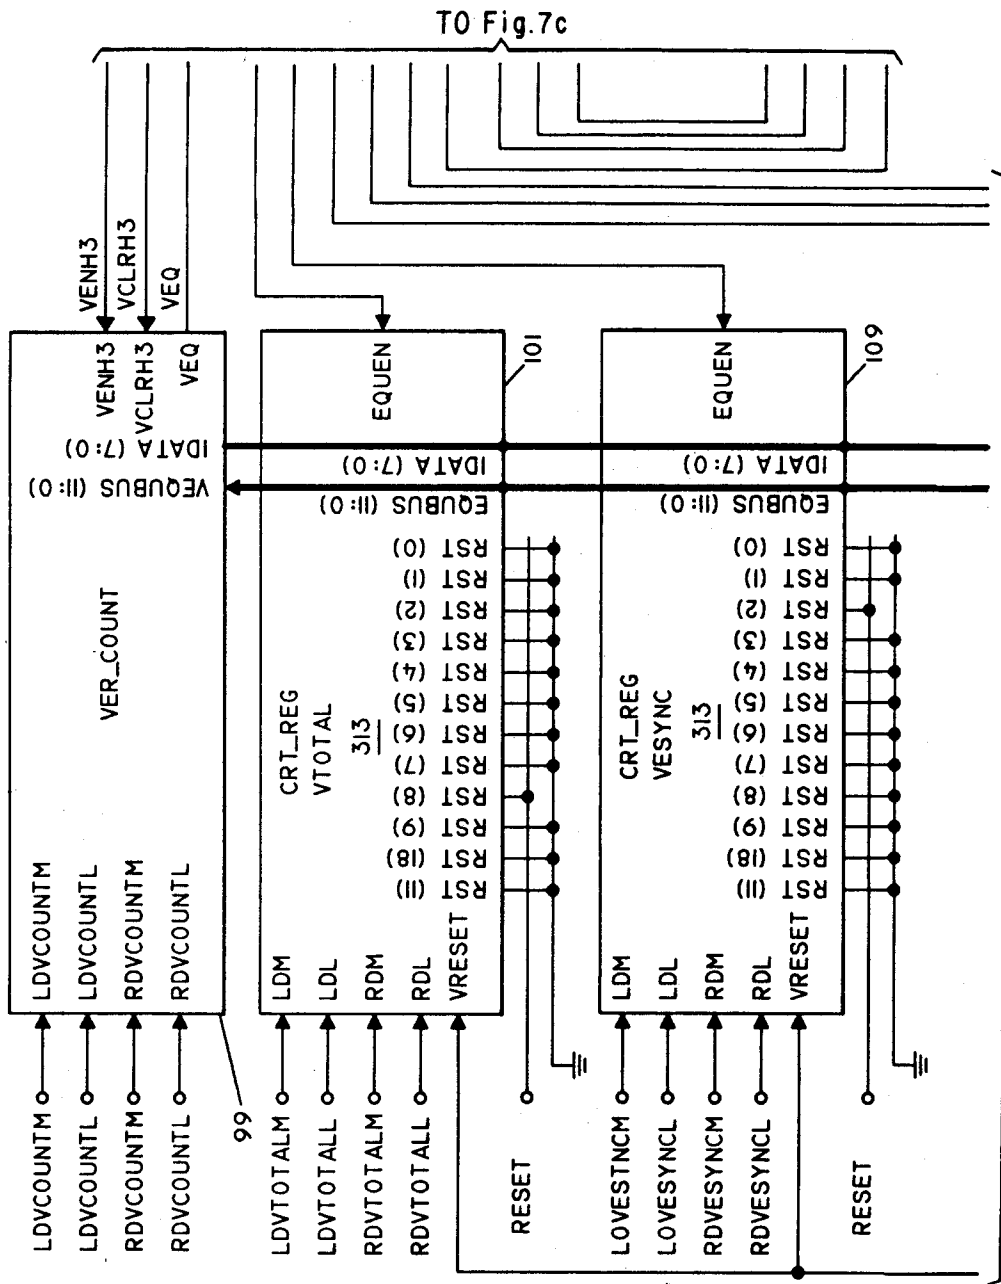 TO Fig.7c
VENH3
VCLRH3
VEQ
VENH3
VCLRH3
VEQ
IDATA (7:0)
VEQUBUS (11:0)
VER_COUNT
LDVCOUNTM
LDVCOUNTL
RDVCOUNTM
RDVCOUNTL
LDVCOUNTM
LDVCOUNTL
RDVCOUNTM
RDVCOUNTL
99
EQUEN
101
IDATA (7:0)
EQUBUS (11:0)
RST (0)
RST (1)
RST (2)
RST (3)
RST (4)
RST (5)
RST (6)
RST (7)
RST (8)
RST (9)
RST (18)
RST (11)
CRT_REG
VTOTAL
313
LDM
LDL
RDM
RDL
VRESET
LDVTOTALM
LDVTOTALL
RDVTOTALM
RDVTOTALL
RESET
EQUEN
109
IDATA (7:0)
EQUBUS (11:0)
RST (0)
RST (1)
RST (2)
RST (3)
RST (4)
RST (5)
RST (6)
RST (7)
RST (8)
RST (9)
RST (18)
RST (11)
CRT_REG
VESYNC
313
LDM
LDL
RDM
RDL
VRESET
LOVESTNCM
LOVESYNCL
RDVESYNCM
RDVESYNCL
RESET